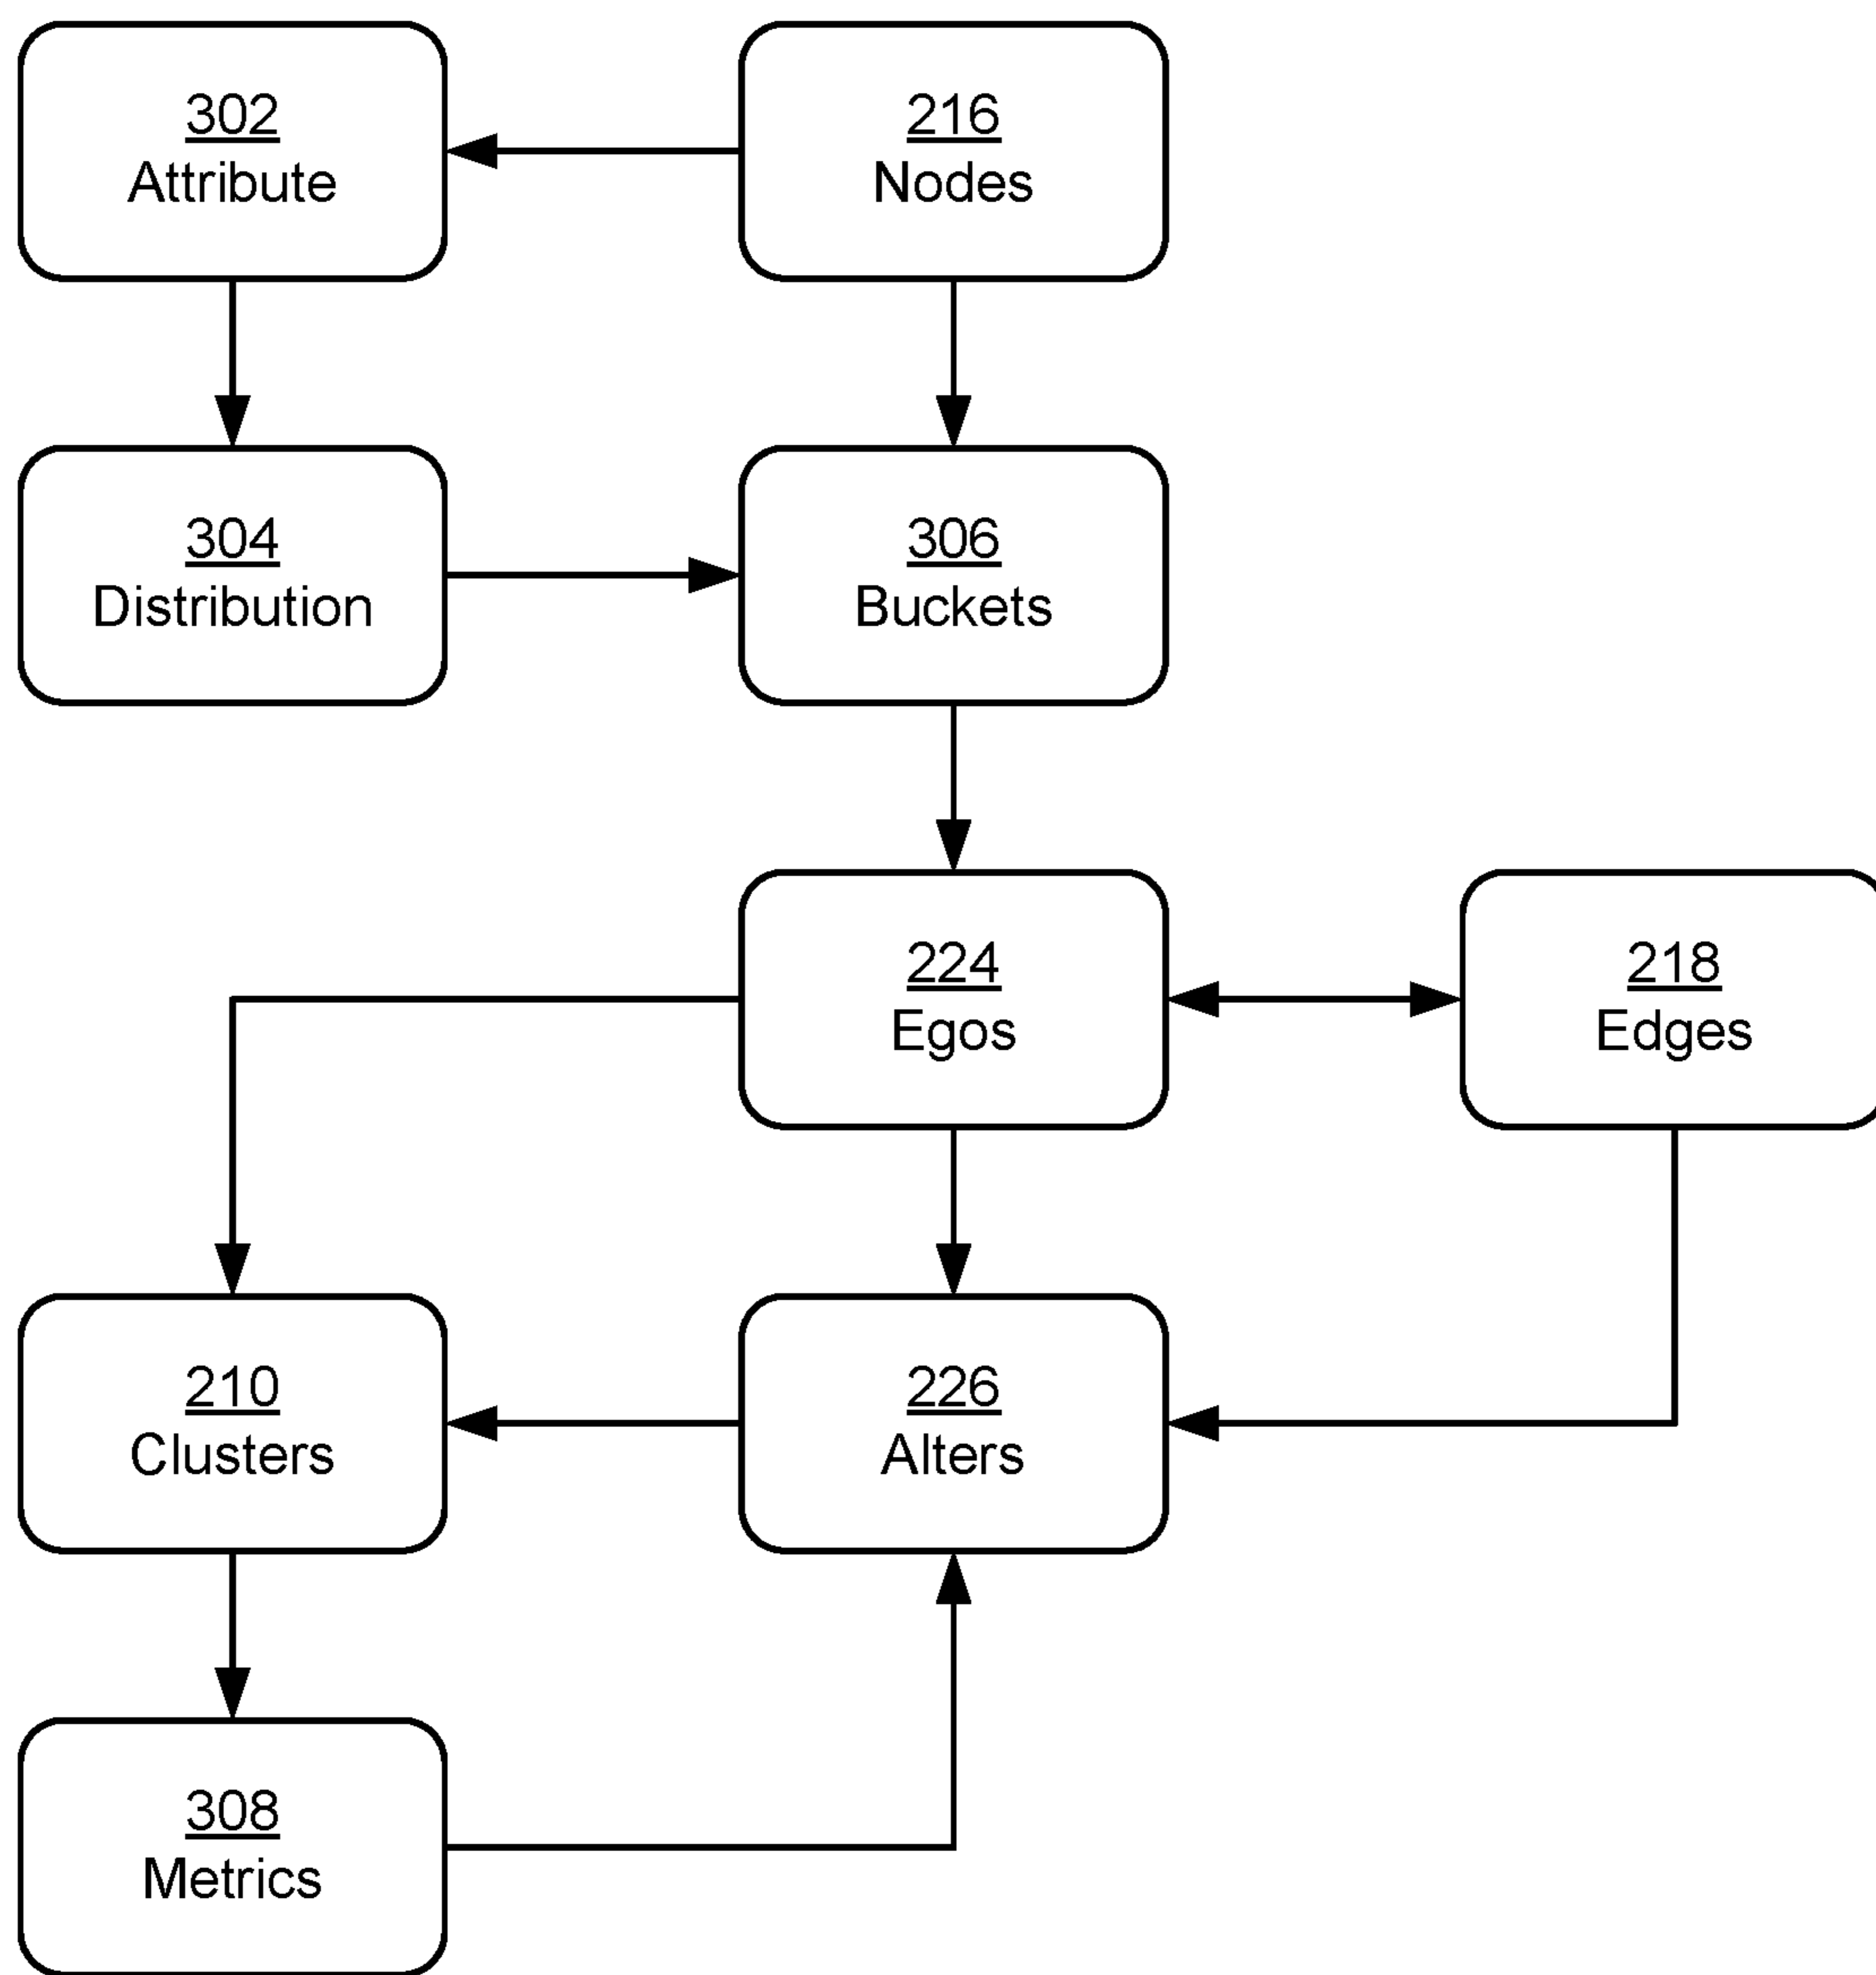 302
Attribute
216
Nodes
304
Distribution
306
Buckets
224
Egos
218
Edges
210
Clusters
226
Alters
308
Metrics